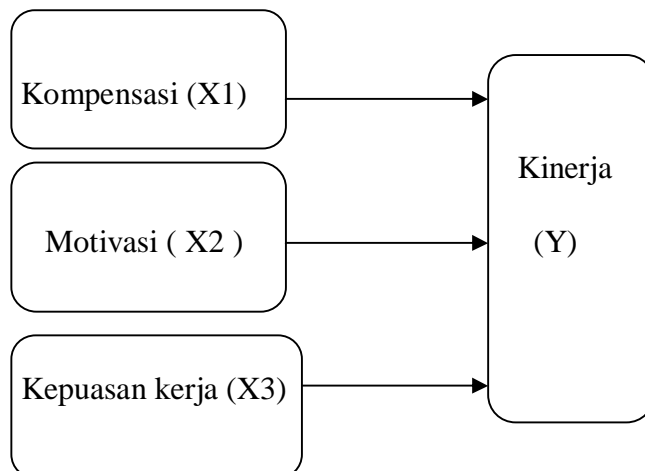 Kompensasi (X1)
Motivasi ( X2 )
Kepuasan kerja (X3)
Kinerja
(Y)